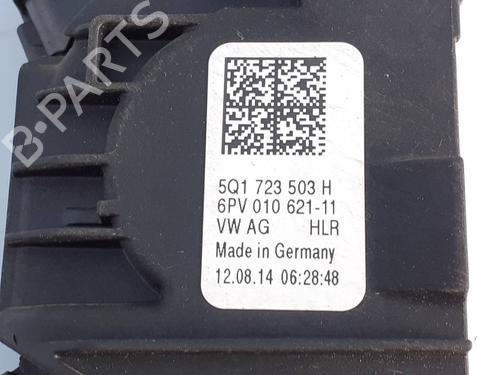 B-PARTS
5Q1 723 503 H
6PV 010 621-11
VW AG HLR
Made in Germany
12.08.14 06:28:48